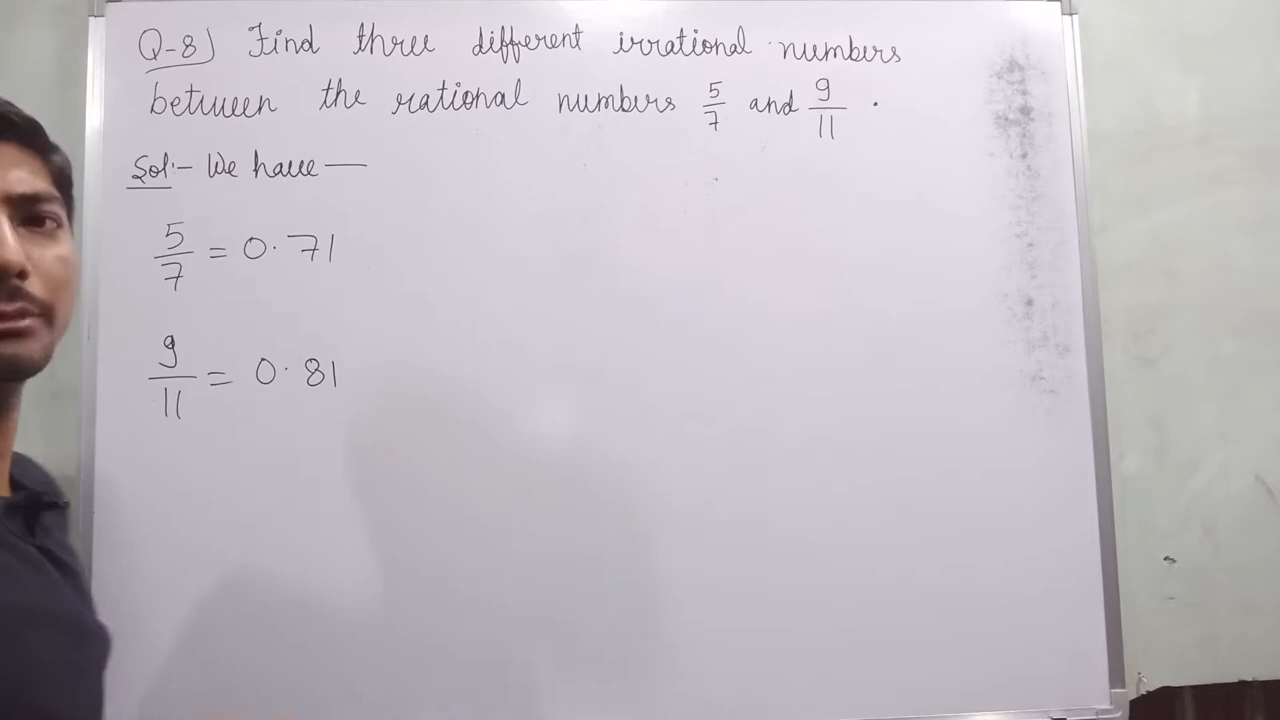 Q-8) Find three different irrational numbers
between the rational numbers 5/7 and 9/11 .
Sol:- We have —
5/7 = 0.71
9/11 = 0.81